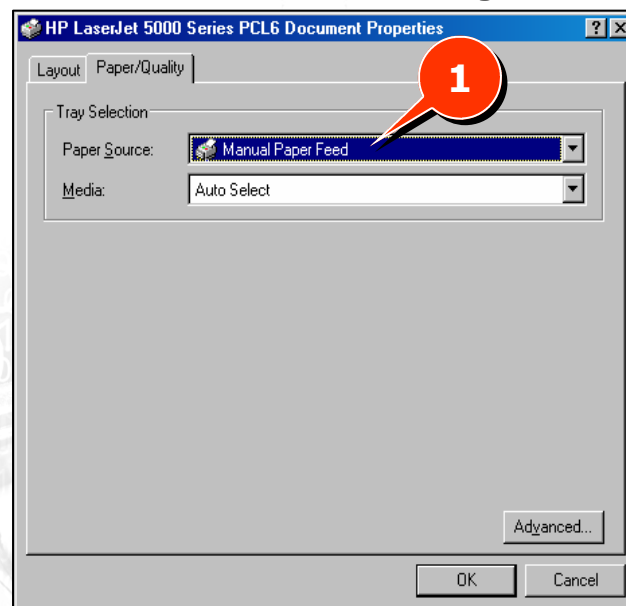 HP LaserJet 5000 Series PCL6 Document Properties
Layout Paper/Quality
1
Tray Selection
Paper Source: Manual Paper Feed
Media: Auto Select
Advanced...
OK Cancel